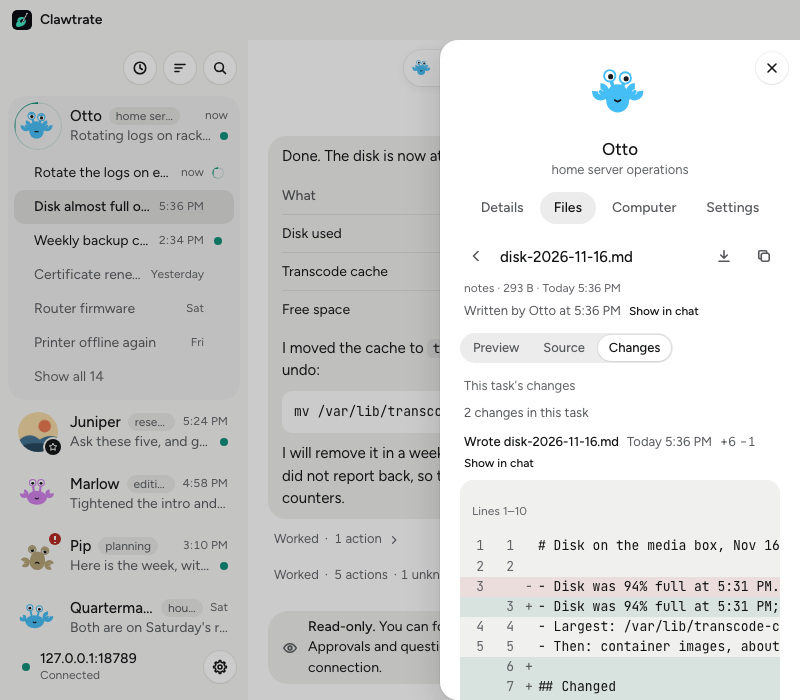 Clawtrate
Otto home ser... now
Rotating logs on rack...
Rotate the logs on e... now
Disk almost full o... 5:36 PM
Weekly backup c... 2:34 PM
Certificate rene... Yesterday
Router firmware Sat
Printer offline again Fri
Show all 14
Juniper rese... 5:24 PM
Ask these five, and g...
Marlow editi... 4:58 PM
Tightened the intro and...
Pip planning 3:10 PM
Here is the week, wit...
Quarterma... hou... Sat
Both are on Saturday's r...
127.0.0.1:18789
Connected
Done. The disk is now at
What
Disk used
Transcode cache
Free space
I moved the cache to t
undo:
mv /var/lib/transco
I will remove it in a week
did not report back, so t
counters.
Worked · 1 action
Worked · 5 actions · 1 unkn
Read-only. You can fo
Approvals and questi
connection.
Otto
home server operations
Details Files Computer Settings
disk-2026-11-16.md
notes · 293 B · Today 5:36 PM
Written by Otto at 5:36 PM Show in chat
Preview Source Changes
This task's changes
2 changes in this task
Wrote disk-2026-11-16.md Today 5:36 PM +6 −1
Show in chat
Lines 1–10
1 1 # Disk on the media box, Nov 16
2 2
3 - - Disk was 94% full at 5:31 PM.
3 + - Disk was 94% full at 5:31 PM;
4 4 - Largest: /var/lib/transcode-c
5 5 - Then: container images, about
6 +
7 + ## Changed